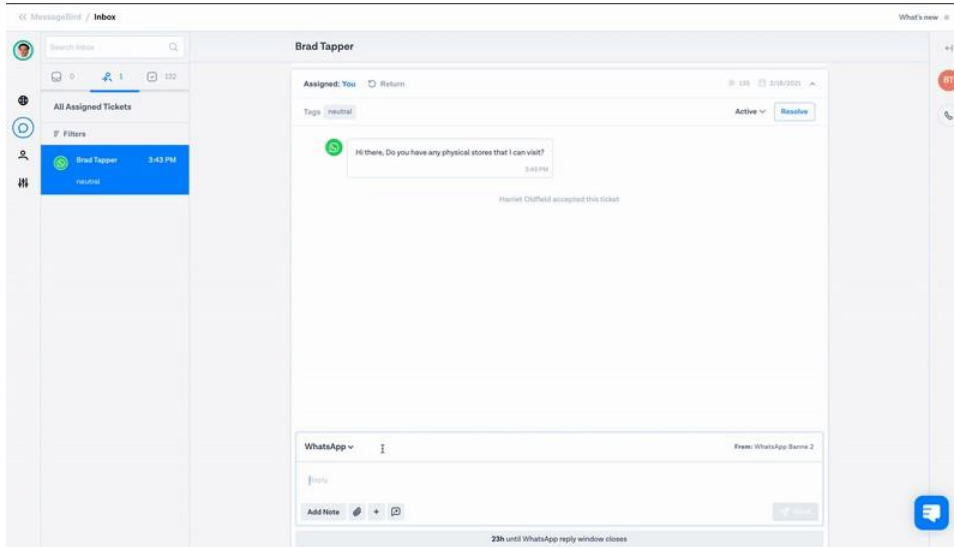 << MessageBird / Inbox
What's new
Search Inbox
0
1
132
All Assigned Tickets
Filters
Brad Tapper 3:43 PM
neutral
Brad Tapper
Assigned: You Return
135 2/18/2021
Tags neutral
Active Resolve
Hi there, Do you have any physical stores that I can visit?
3:43 PM
Harriet Oldfield accepted this ticket
WhatsApp
From: WhatsApp Banne 2
Reply
Add Note
Send
23h until WhatsApp reply window closes
BT